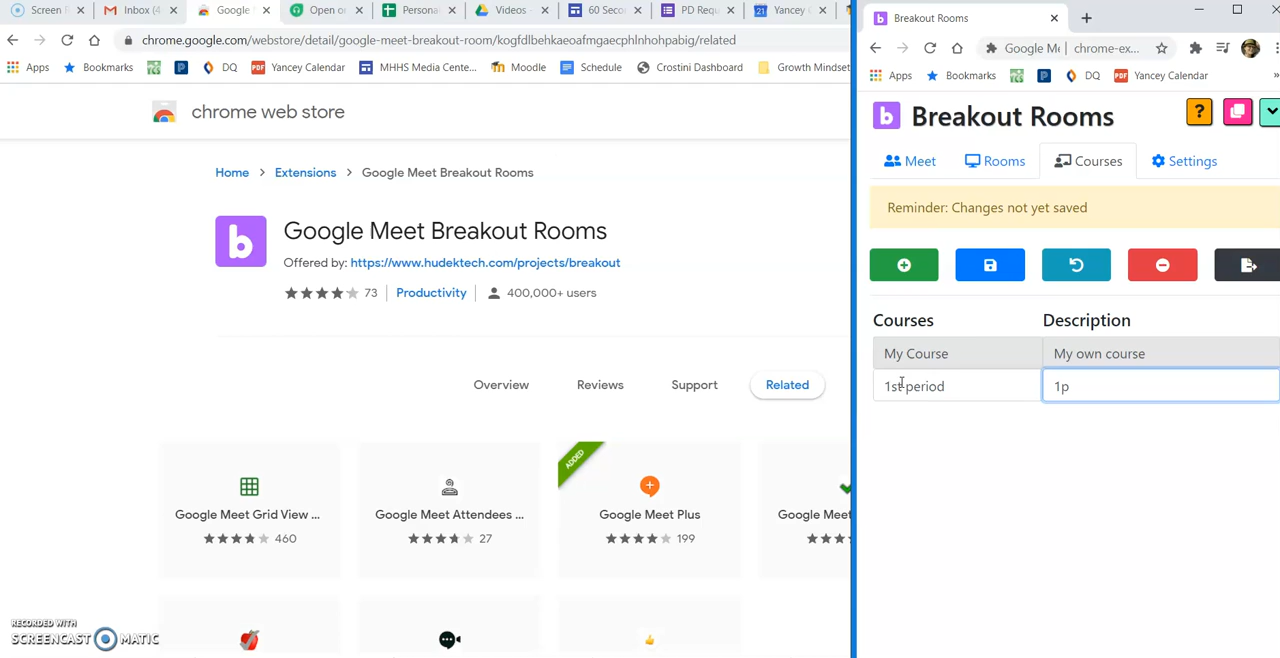 Screen
Inbox (4
Google
Open o
Persona
Videos -
60 Seco
PD Req
21 Yancey C
chrome.google.com/webstore/detail/google-meet-breakout-room/kogfdlbehkaeoafmgaecphlnhohpabig/related
Apps
Bookmarks
P
DQ
PDF Yancey Calendar
MHHS Media Cente...
Moodle
Schedule
Crostini Dashboard
Growth Mindset
chrome web store
Home > Extensions > Google Meet Breakout Rooms
b
Google Meet Breakout Rooms
Offered by: https://www.hudektech.com/projects/breakout
73
Productivity
400,000+ users
Overview
Reviews
Support
Related
ADDED
Google Meet Grid View ...
Google Meet Attendees ...
Google Meet Plus
Google Meet
460
27
199
RECORDED WITH
SCREENCAST MATIC
b Breakout Rooms
Google Me | chrome-ex...
Apps
Bookmarks
P
DQ
PDF Yancey Calendar
»
b Breakout Rooms
?
Meet
Rooms
Courses
Settings
Reminder: Changes not yet saved
Courses
Description
My Course
My own course
1st period
1p